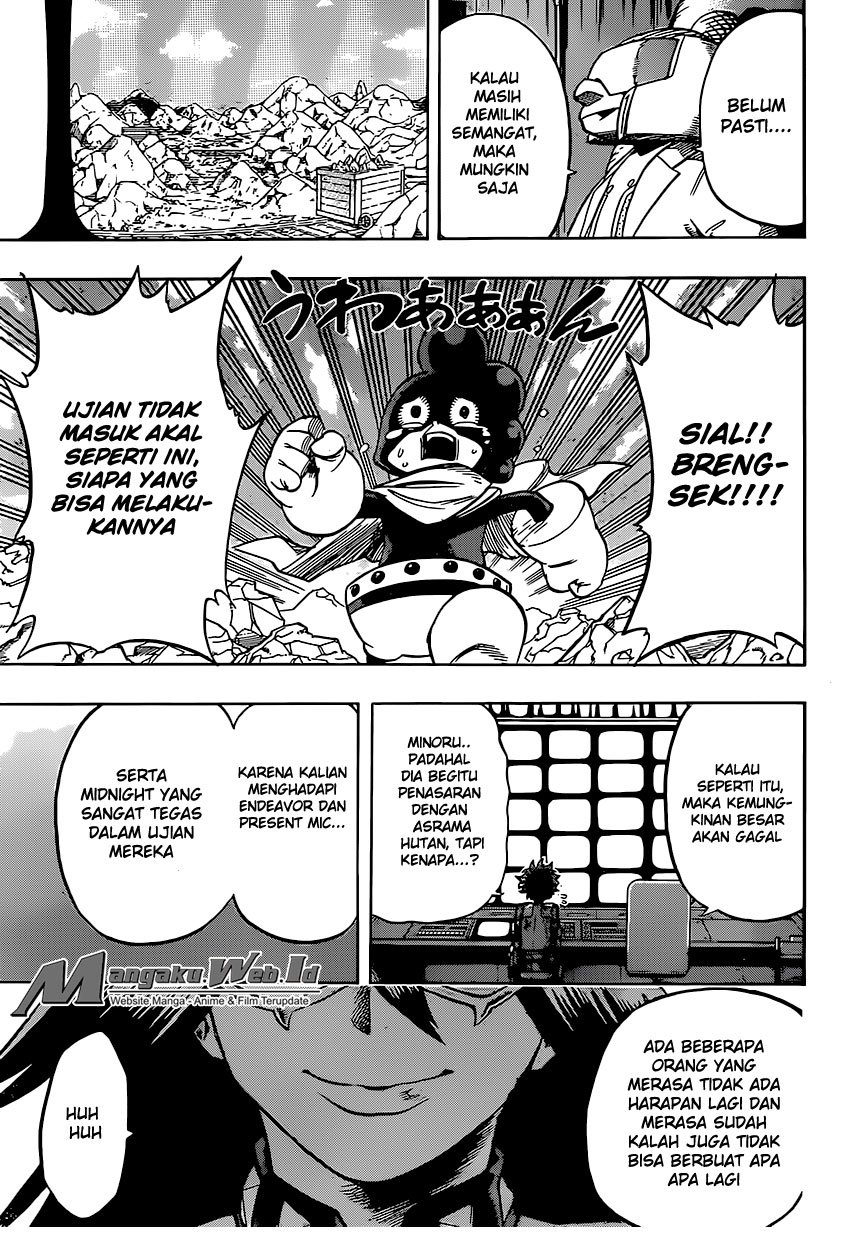 BELUM
PASTI....
KALAU
MASIH
MEMILIKI
SEMANGAT,
MAKA
MUNGKIN
SAJA
うわぁぁぁん
SIAL!!
BRENG-
SEK!!!!
UJIAN TIDAK
MASUK AKAL
SEPERTI INI,
SIAPA YANG
BISA MELAKU-
KANNYA
KALAU
SEPERTI ITU,
MAKA KEMUNG-
KINAN BESAR
AKAN GAGAL
MINORU..
PADAHAL
DIA BEGITU
PENASARAN
DENGAN
ASRAMA
HUTAN, TAPI
KENAPA...?
KARENA KALIAN
MENGHADAPI
ENDEAVOR DAN
PRESENT MIC...
SERTA
MIDNIGHT YANG
SANGAT TEGAS
DALAM UJIAN
MEREKA
Mangaku.Web.Id
Website Manga - Anime & Film Terupdate
ADA BEBERAPA
ORANG YANG
MERASA TIDAK ADA
HARAPAN LAGI DAN
MERASA SUDAH
KALAH JUGA TIDAK
BISA BERBUAT APA
APA LAGI
HUH
HUH